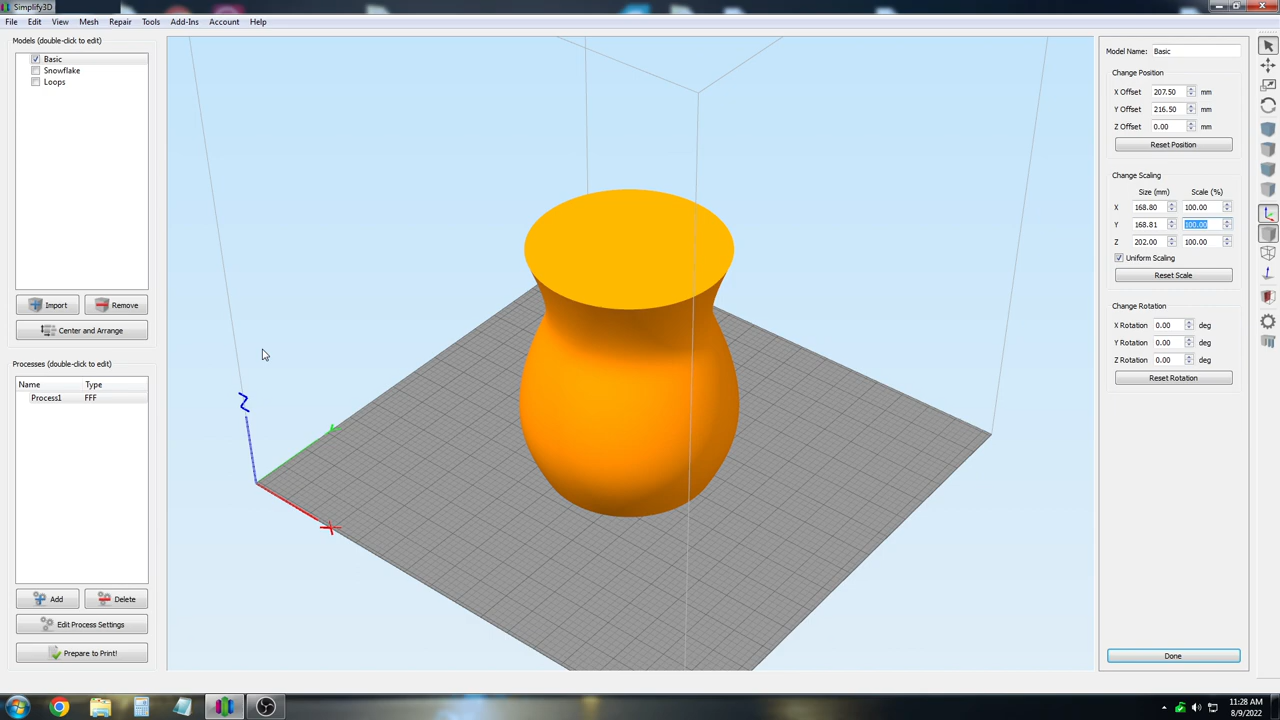 Simplify3D
File Edit View Mesh Repair Tools Add-Ins Account Help
Models (double-click to edit)
Basic
Snowflake
Loops
Import Remove
Center and Arrange
Processes (double-click to edit)
Name Type
Process1 FFF
Add Delete
Edit Process Settings
Prepare to Print!
Z
Y
X
Model Name: Basic
Change Position
X Offset 207.50 mm
Y Offset 216.50 mm
Z Offset 0.00 mm
Reset Position
Change Scaling
Size (mm) Scale (%)
X 168.80 100.00
Y 168.81 100.00
Z 202.00 100.00
Uniform Scaling
Reset Scale
Change Rotation
X Rotation 0.00 deg
Y Rotation 0.00 deg
Z Rotation 0.00 deg
Reset Rotation
Done
11:28 AM
8/9/2022